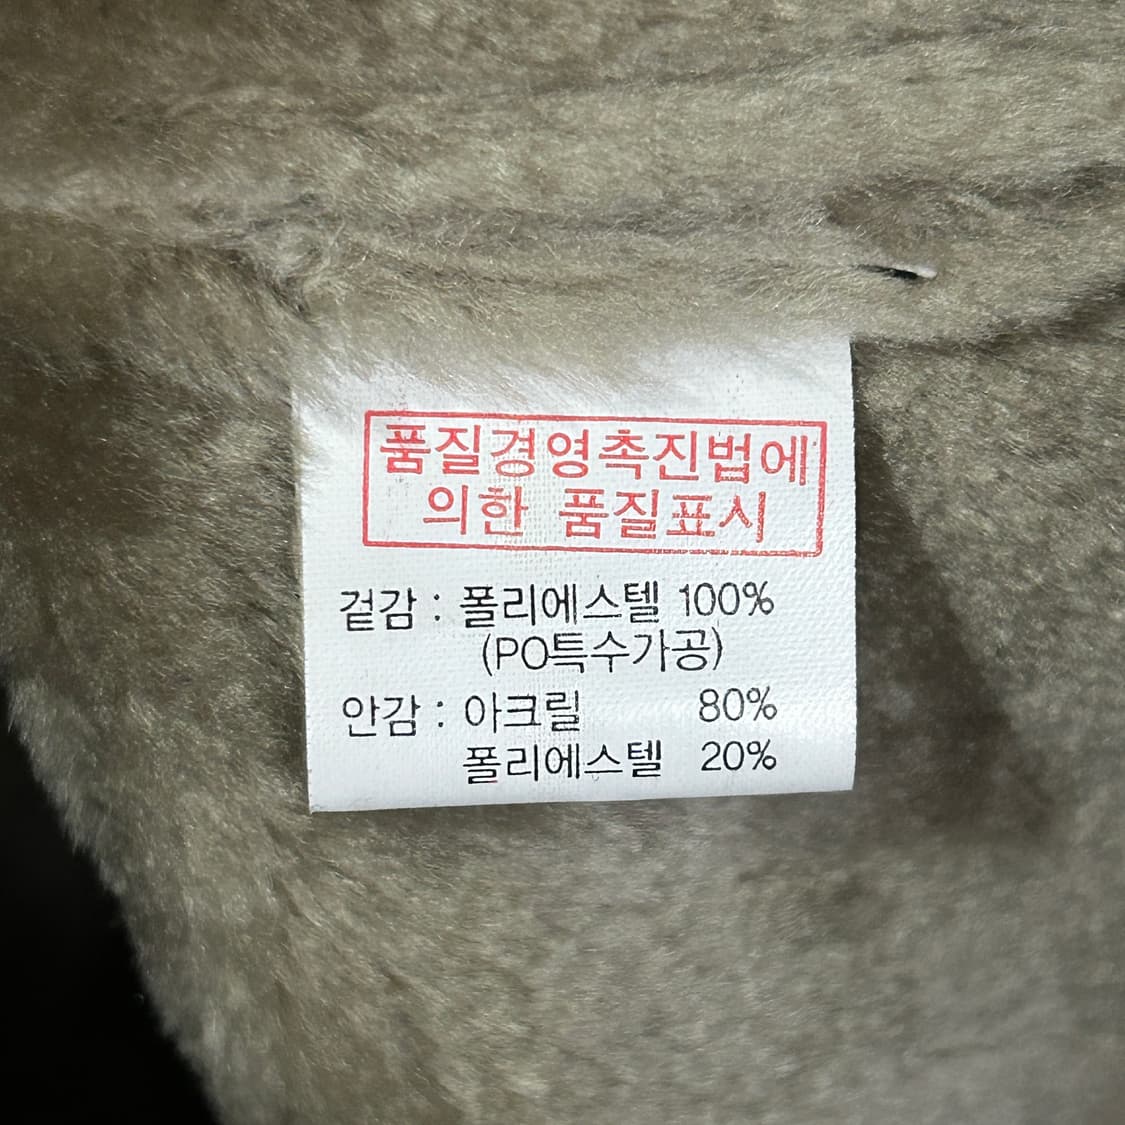 품질경영촉진법에
의한 품질표시
겉감 : 폴리에스텔 100%
(PO특수가공)
안감 : 아크릴 80%
폴리에스텔 20%